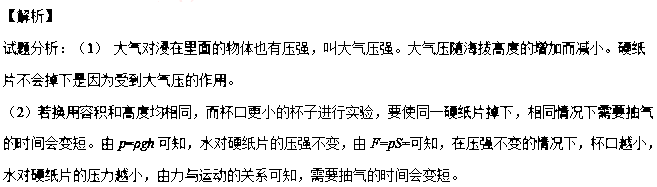 【解析】
试题分析：（1） 大气对浸在里面的物体也有压强，叫大气压强。大气压随海拔高度的增加而减小。硬纸
片不会掉下是因为受到大气压的作用。
（2）若换用容积和高度均相同，而杯口更小的杯子进行实验，要使同一硬纸片掉下，相同情况下需要抽气
的时间会变短。由 p=ρgh 可知，水对硬纸片的压强不变，由 F=pS=可知，在压强不变的情况下，杯口越小，
水对硬纸片的压力越小，由力与运动的关系可知，需要抽气的时间会变短。